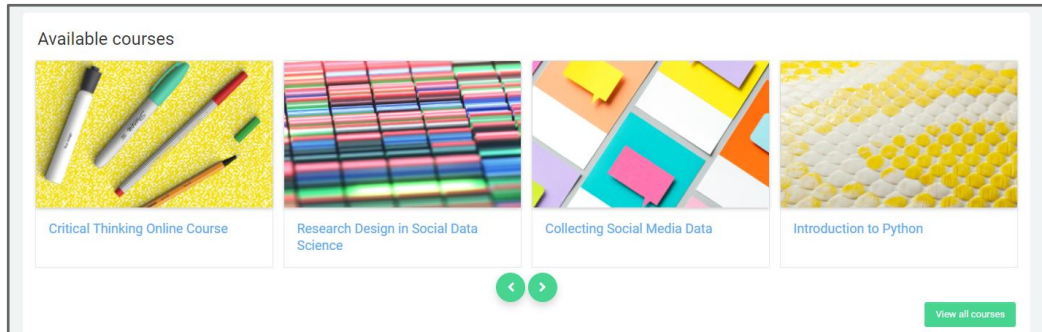 Available courses
Critical Thinking Online Course
Research Design in Social Data
Science
Collecting Social Media Data
Introduction to Python
View all courses